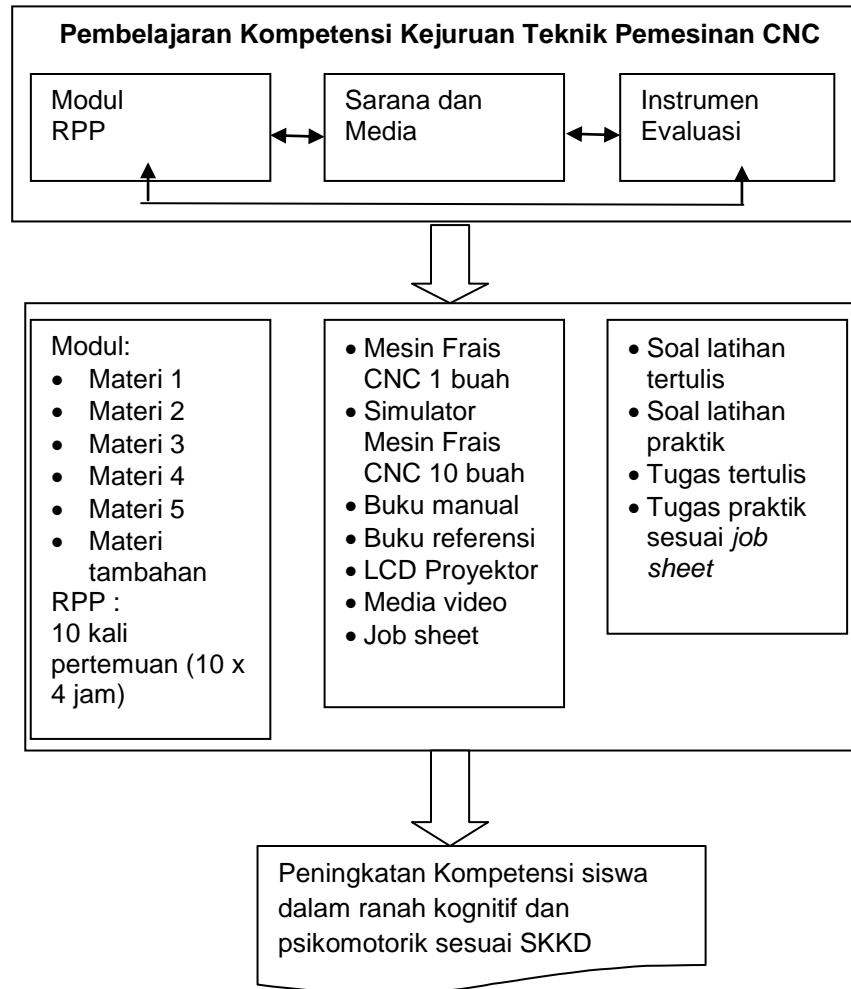 Pembelajaran Kompetensi Kejuruan Teknik Pemesinan CNC
Modul
RPP
Sarana dan
Media
Instrumen
Evaluasi
Modul:
• Materi 1
• Materi 2
• Materi 3
• Materi 4
• Materi 5
• Materi
tambahan
RPP :
10 kali
pertemuan (10 x
4 jam)
• Mesin Frais
CNC 1 buah
• Simulator
Mesin Frais
CNC 10 buah
• Buku manual
• Buku referensi
• LCD Proyektor
• Media video
• Job sheet
• Soal latihan
tertulis
• Soal latihan
praktik
• Tugas tertulis
• Tugas praktik
sesuai job
sheet
Peningkatan Kompetensi siswa
dalam ranah kognitif dan
psikomotorik sesuai SKKD